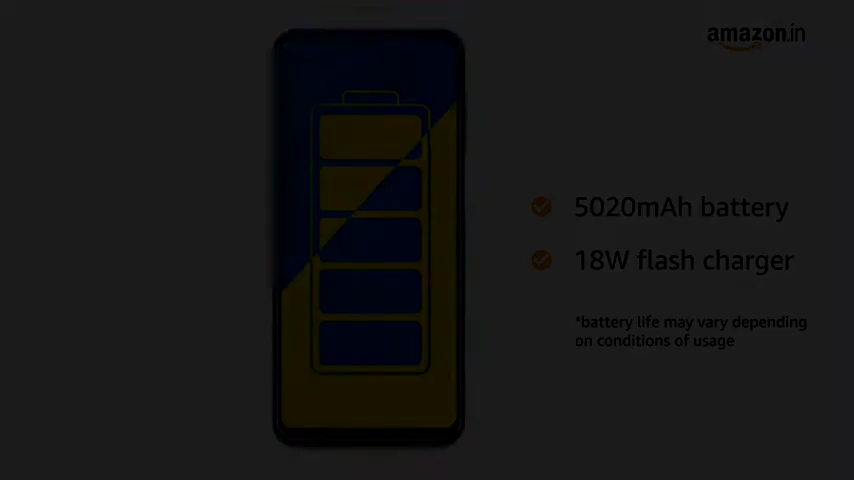 amazon.in
5020mAh battery
18W flash charger
*battery life may vary depending
on conditions of usage